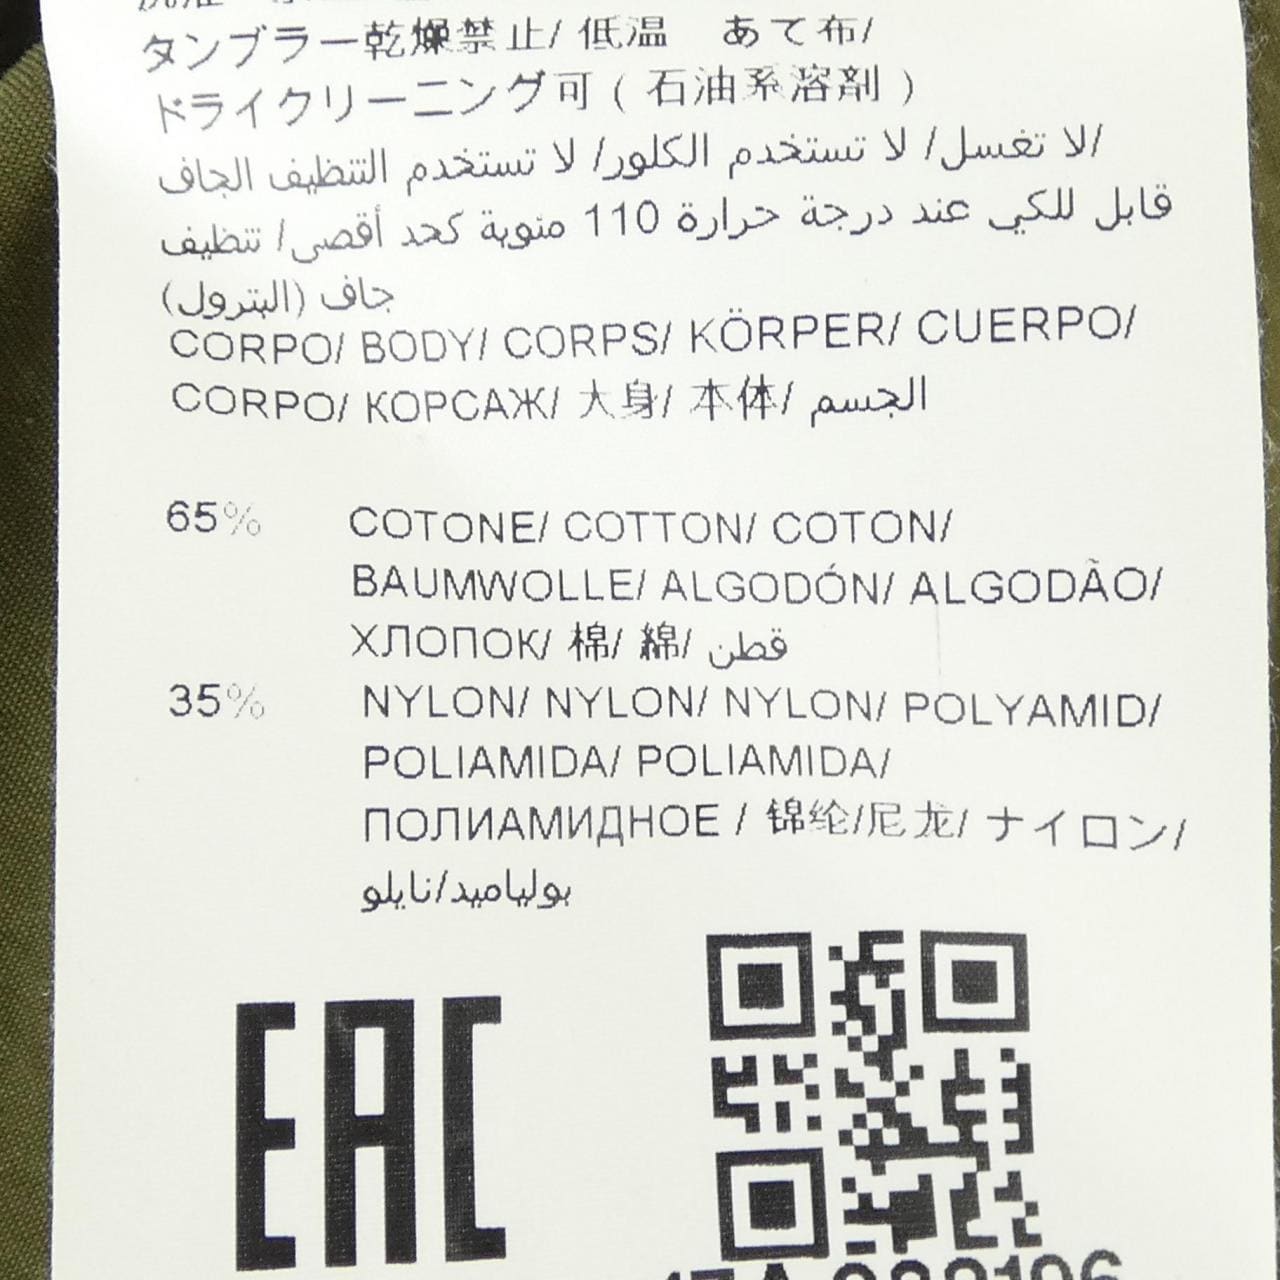 タンブラー乾燥禁止/ 低温 あて布/
ドライクリーニング可 ( 石油系溶剤 )
لا تغسل/ لا تستخدم الكلور/ لا تستخدم التنظيف الجاف/
قابل للكي عند درجة حرارة 110 مئوية كحد أقصى/ تنظيف
جاف (البترول)
CORPO/ BODY/ CORPS/ KÖRPER/ CUERPO/
CORPO/ КОРСАЖ/ 大身/ 本体/ الجسم
65% COTONE/ COTTON/ COTON/
BAUMWOLLE/ ALGODÓN/ ALGODÃO/
ХЛОПОК/ 棉/ 綿/ قطن
35% NYLON/ NYLON/ NYLON/ POLYAMID/
POLIAMIDA/ POLIAMIDA/
ПОЛИАМИДНОЕ / 锦纶/尼龙/ ナイロン/
بولياميد/نايلو
EAC